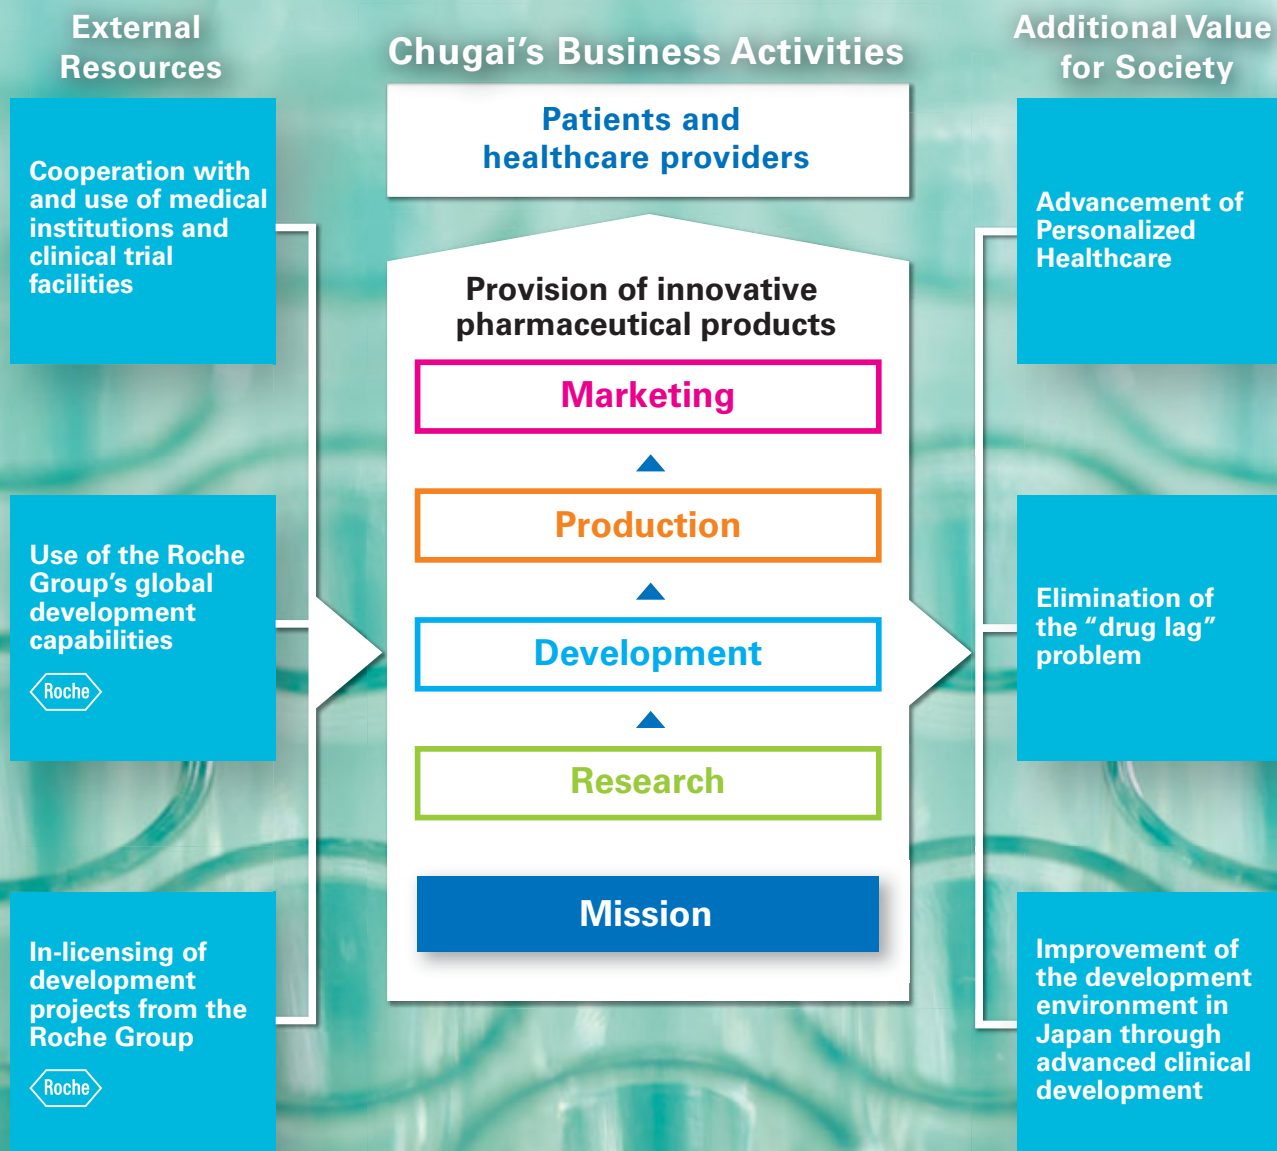 External
Resources
Cooperation with
and use of medical
institutions and
clinical trial
facilities
Use of the Roche
Group’s global
development
capabilities
Roche
In-licensing of
development
projects from the
Roche Group
Roche
Chugai’s Business Activities
Patients and
healthcare providers
Provision of innovative
pharmaceutical products
Marketing
Production
Development
Research
Mission
Additional Value
for Society
Advancement of
Personalized
Healthcare
Elimination of
the “drug lag”
problem
Improvement of
the development
environment in
Japan through
advanced clinical
development